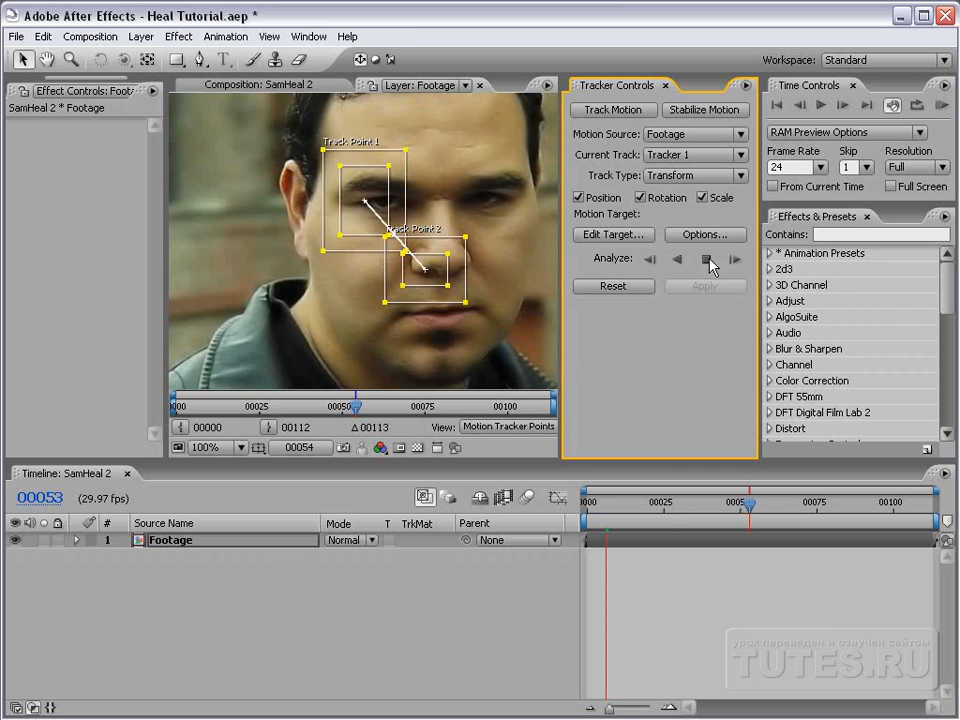 Adobe After Effects - Heal Tutorial.aep *
File Edit Composition Layer Effect Animation View Window Help
Workspace: Standard
Effect Controls: Foota
SamHeal 2 * Footage
Composition: SamHeal 2
Layer: Footage
Track Point 1
Track Point 2
000 00025 00050 00075 00100
00000 00112 Δ 00113 View: Motion Tracker Points
100% 00054
Tracker Controls
Track Motion Stabilize Motion
Motion Source: Footage
Current Track: Tracker 1
Track Type: Transform
Position Rotation Scale
Motion Target:
Edit Target... Options...
Analyze:
Reset Apply
Time Controls
RAM Preview Options
Frame Rate Skip Resolution
24 1 Full
From Current Time Full Screen
Effects & Presets
Contains:
* Animation Presets
2d3
3D Channel
Adjust
AlgoSuite
Audio
Blur & Sharpen
Channel
Color Correction
DFT 55mm
DFT Digital Film Lab 2
Distort
Timeline: SamHeal 2
00053 (29.97 fps)
# Source Name Mode T TrkMat Parent
1 Footage Normal None
0000 00025 0005 00075 00100
урок переведен и озвучен сайтом
TUTES.RU